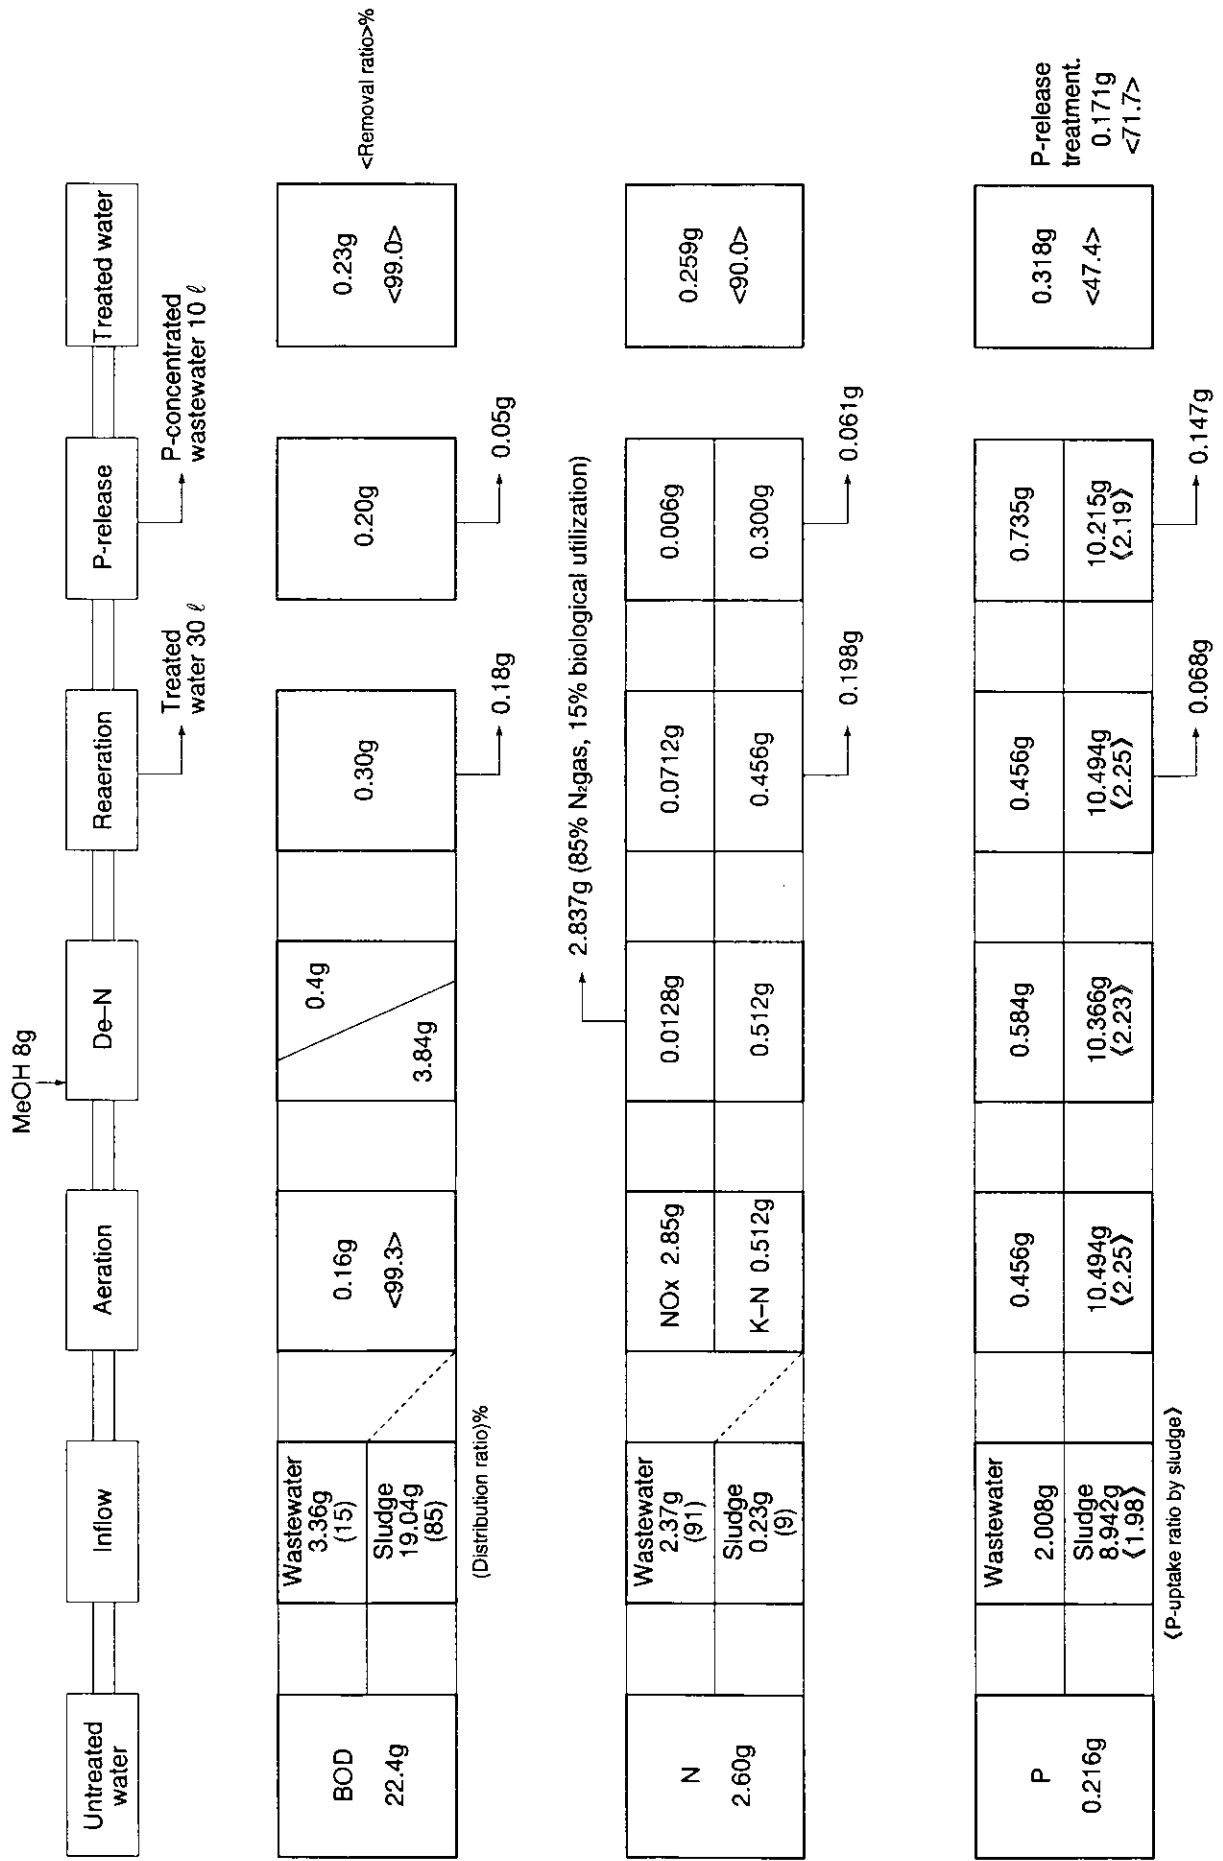 MeOH 8g
Untreated
water
Inflow
Aeration
De–N
Reaeration
P-release
Treated water
Treated
water 30 ℓ
P-concentrated
wastewater 10 ℓ
<Removal ratio>%
BOD
22.4g
Wastewater
3.36g
(15)
Sludge
19.04g
(85)
0.16g
<99.3>
0.4g
3.84g
0.30g
0.20g
0.23g
<99.0>
0.18g
0.05g
(Distribution ratio)%
2.837g (85% N₂gas, 15% biological utilization)
N
2.60g
Wastewater
2.37g
(91)
Sludge
0.23g
(9)
NOx 2.85g
K–N 0.512g
0.0128g
0.512g
0.0712g
0.456g
0.006g
0.300g
0.259g
<90.0>
0.198g
0.061g
P
0.216g
Wastewater
2.008g
Sludge
8.942g
⟪1.98⟫
0.456g
10.494g
⟪2.25⟫
0.584g
10.366g
⟪2.23⟫
0.456g
10.494g
⟪2.25⟫
0.735g
10.215g
⟪2.19⟫
0.318g
<47.4>
P-release
treatment.
0.171g
<71.7>
0.068g
0.147g
⟪P-uptake ratio by sludge⟫